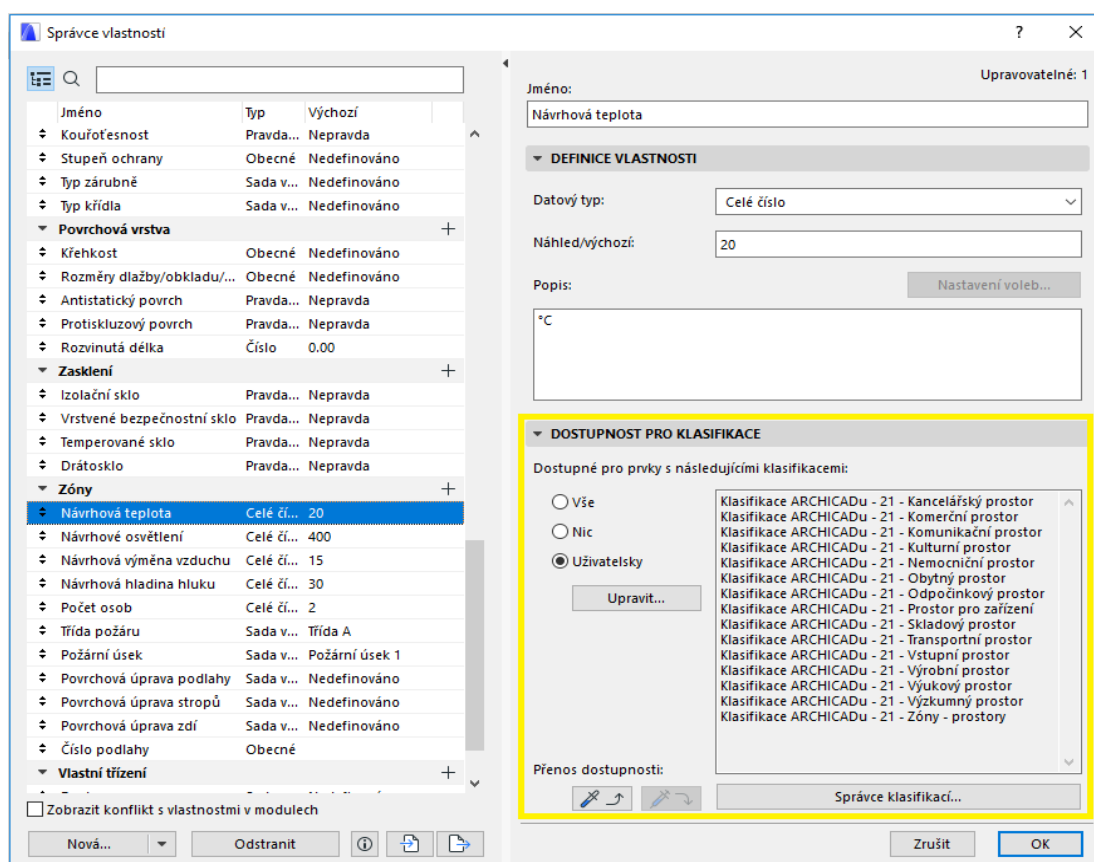 Správce vlastností
?
Jméno Typ Výchozí
Kouřotěsnost Pravda... Nepravda
Stupeň ochrany Obecné Nedefinováno
Typ zárubně Sada v... Nedefinováno
Typ křídla Sada v... Nedefinováno
Povrchová vrstva
Křehkost Obecné Nedefinováno
Rozměry dlažby/obkladu/... Obecné Nedefinováno
Antistatický povrch Pravda... Nepravda
Protiskluzový povrch Pravda... Nepravda
Rozvinutá délka Číslo 0.00
Zasklení
Izolační sklo Pravda... Nepravda
Vrstvené bezpečnostní sklo Pravda... Nepravda
Temperované sklo Pravda... Nepravda
Drátosklo Pravda... Nepravda
Zóny
Návrhová teplota Celé čí... 20
Návrhové osvětlení Celé čí... 400
Návrhová výměna vzduchu Celé čí... 15
Návrhová hladina hluku Celé čí... 30
Počet osob Celé čí... 2
Třída požáru Sada v... Třída A
Požární úsek Sada v... Požární úsek 1
Povrchová úprava podlahy Sada v... Nedefinováno
Povrchová úprava stropů Sada v... Nedefinováno
Povrchová úprava zdí Sada v... Nedefinováno
Číslo podlahy Obecné
Vlastní třízení
Zobrazit konflikt s vlastnostmi v modulech
Nová... Odstranit
Upravovatelné: 1
Jméno:
Návrhová teplota
DEFINICE VLASTNOSTI
Datový typ: Celé číslo
Náhled/výchozí: 20
Popis: Nastavení voleb...
°C
DOSTUPNOST PRO KLASIFIKACE
Dostupné pro prvky s následujícími klasifikacemi:
Vše
Nic
Uživatelsky
Upravit...
Klasifikace ARCHICADu - 21 - Kancelářský prostor
Klasifikace ARCHICADu - 21 - Komerční prostor
Klasifikace ARCHICADu - 21 - Komunikační prostor
Klasifikace ARCHICADu - 21 - Kulturní prostor
Klasifikace ARCHICADu - 21 - Nemocniční prostor
Klasifikace ARCHICADu - 21 - Obytný prostor
Klasifikace ARCHICADu - 21 - Odpočinkový prostor
Klasifikace ARCHICADu - 21 - Prostor pro zařízení
Klasifikace ARCHICADu - 21 - Skladový prostor
Klasifikace ARCHICADu - 21 - Transportní prostor
Klasifikace ARCHICADu - 21 - Vstupní prostor
Klasifikace ARCHICADu - 21 - Výrobní prostor
Klasifikace ARCHICADu - 21 - Výukový prostor
Klasifikace ARCHICADu - 21 - Výzkumný prostor
Klasifikace ARCHICADu - 21 - Zóny - prostory
Přenos dostupnosti:
Správce klasifikací...
Zrušit OK